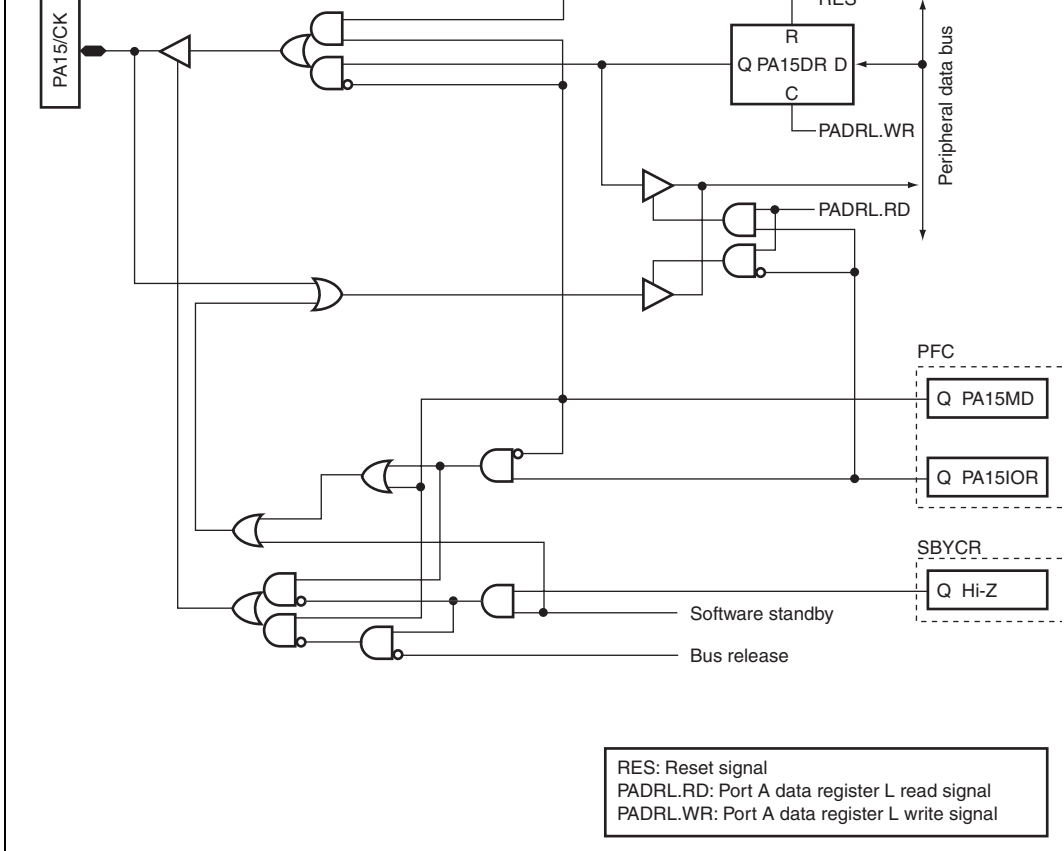 RES
PA15/CK
R
Q PA15DR D
C
PADRL.WR
Peripheral data bus
PADRL.RD
PFC
Q PA15MD
Q PA15IOR
SBYCR
Q Hi-Z
Software standby
Bus release
RES: Reset signal
PADRL.RD: Port A data register L read signal
PADRL.WR: Port A data register L write signal